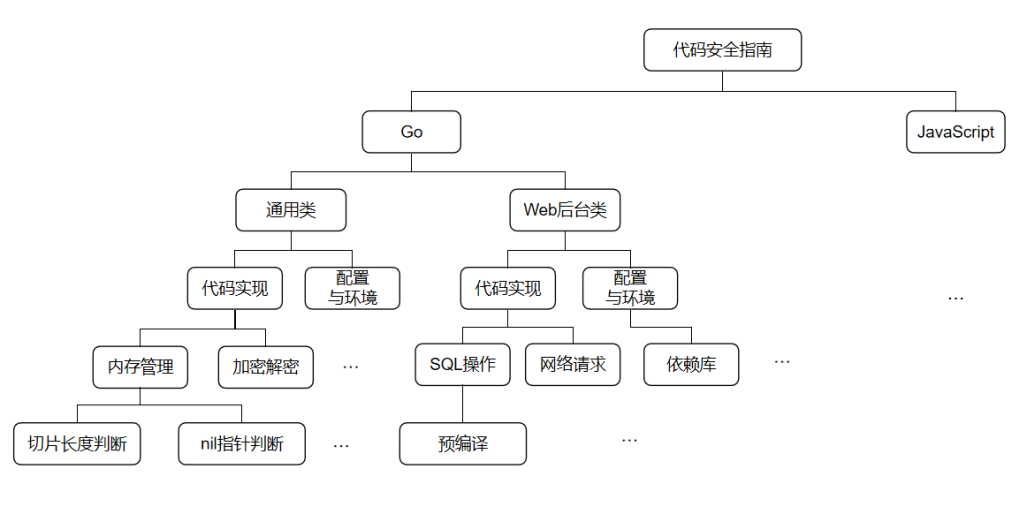 代码安全指南
Go
JavaScript
通用类
Web后台类
代码实现
配置
与环境
代码实现
配置
与环境
...
内存管理
加密解密
...
SQL操作
网络请求
依赖库
...
切片长度判断
nil指针判断
...
预编译
...